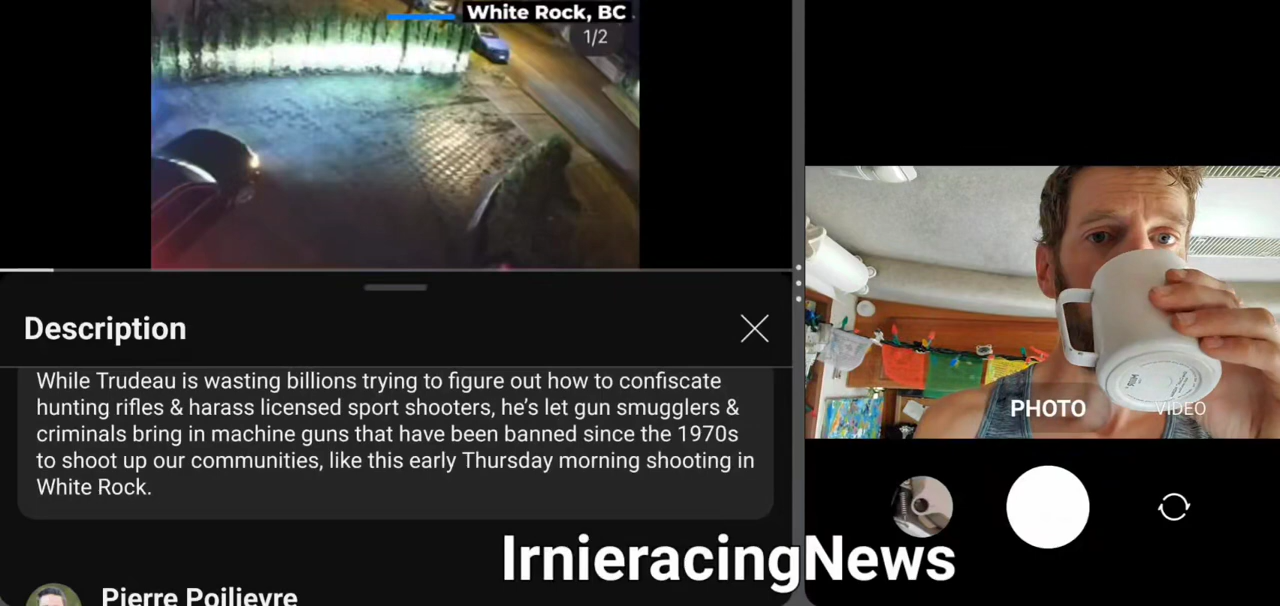 White Rock, BC
1/2
Description
While Trudeau is wasting billions trying to figure out how to confiscate
hunting rifles & harass licensed sport shooters, he's let gun smugglers &
criminals bring in machine guns that have been banned since the 1970s
to shoot up our communities, like this early Thursday morning shooting in
White Rock.
PHOTO
VIDEO
IrnieracingNews
Pierre Poilievre